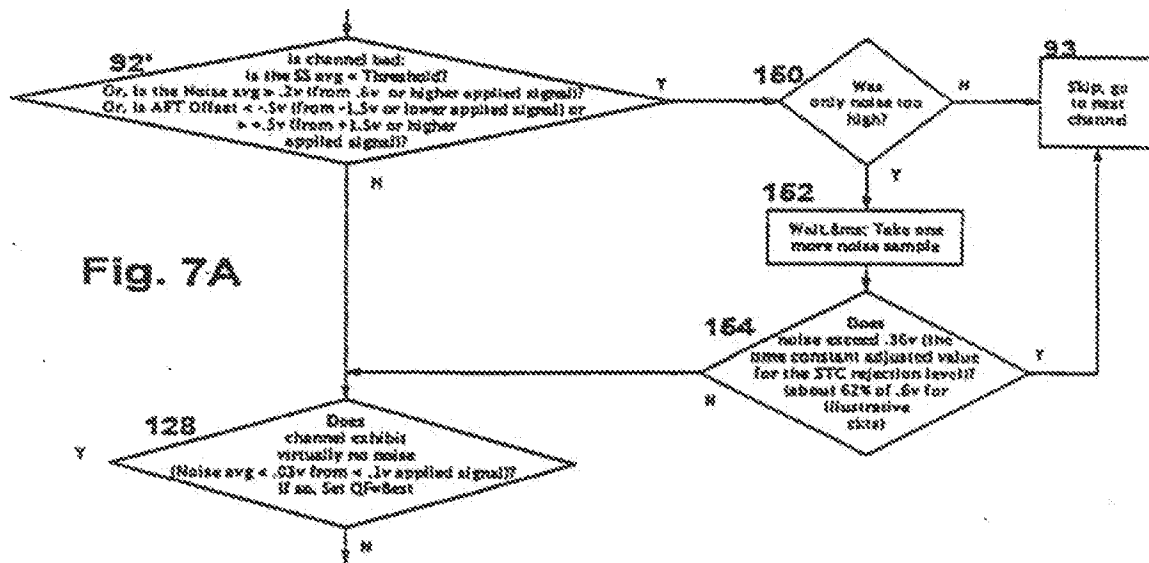 92'
Is channel bad:
Is the SS avg < Threshold?
Or, is the Noise avg > .2v (from .6v or higher applied signal)?
Or, is AFT Offset < -.5v (from -1.5v or lower applied signal) or
> +.5v (from +1.5v or higher
applied signal)?
Y
N
150
Was
only noise too
high?
N
Y
93
Skip, go
to next
channel
152
Wait .8ms; Take one
more noise sample
Fig. 7A
154
Does
noise exceed .36v (the
time constant adjusted value
for the STC rejection level)?
(about 62% of .6v for
illustrative
ckts)
Y
N
128
Does
channel exhibit
virtually no noise
(Noise avg < .03v from < .1v applied signal)?
If so, Set QF=Best
Y
N